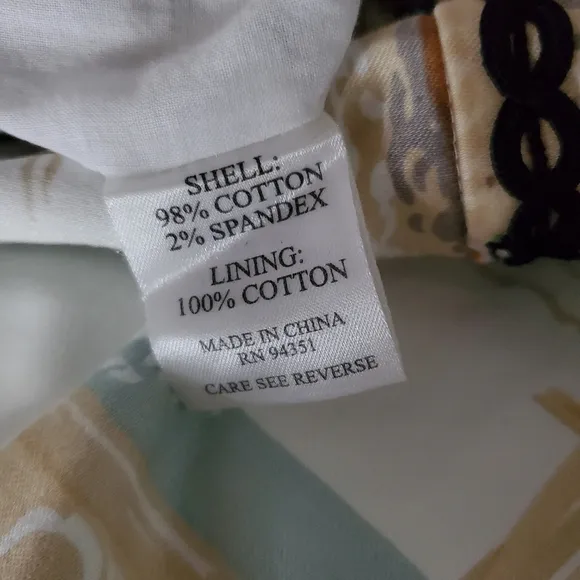 SHELL:
98% COTTON
2% SPANDEX
LINING:
100% COTTON
MADE IN CHINA
RN 94351
CARE SEE REVERSE